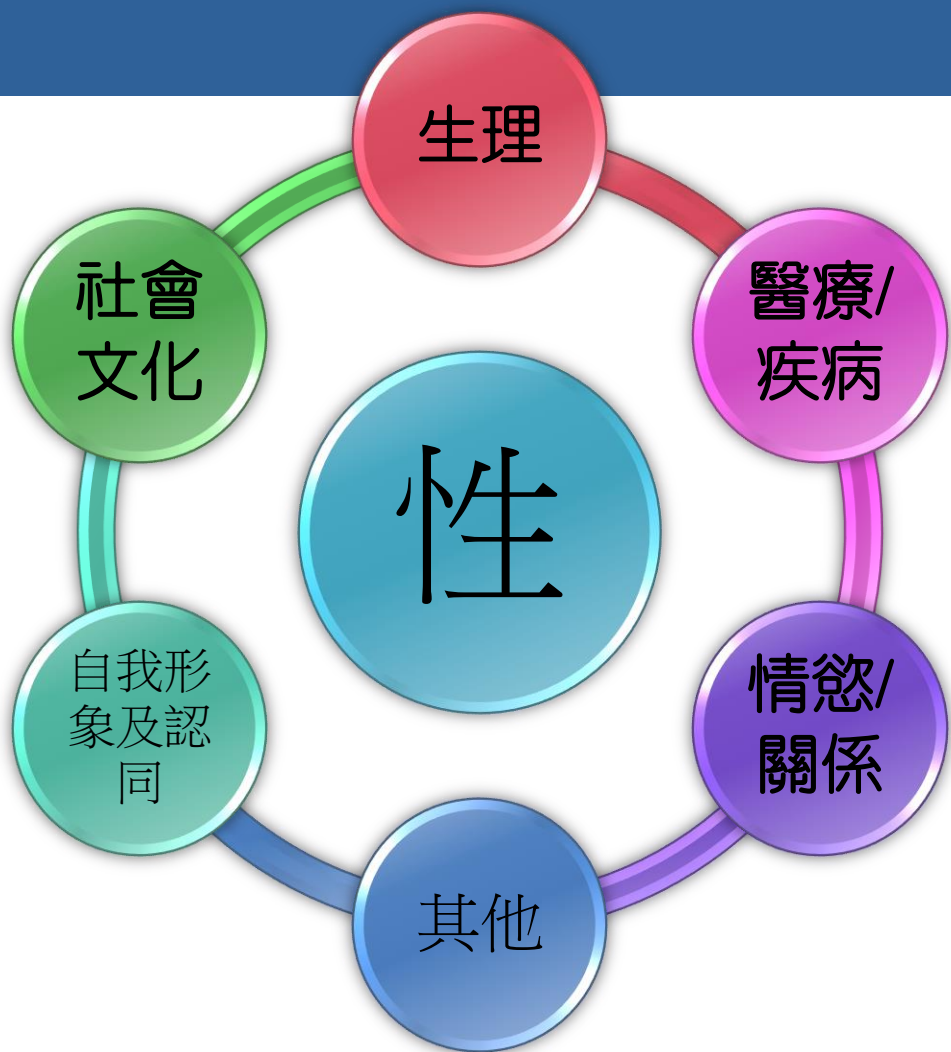 生理
醫療/
疾病
情慾/
關係
其他
自我形
象及認
同
社會
文化
性